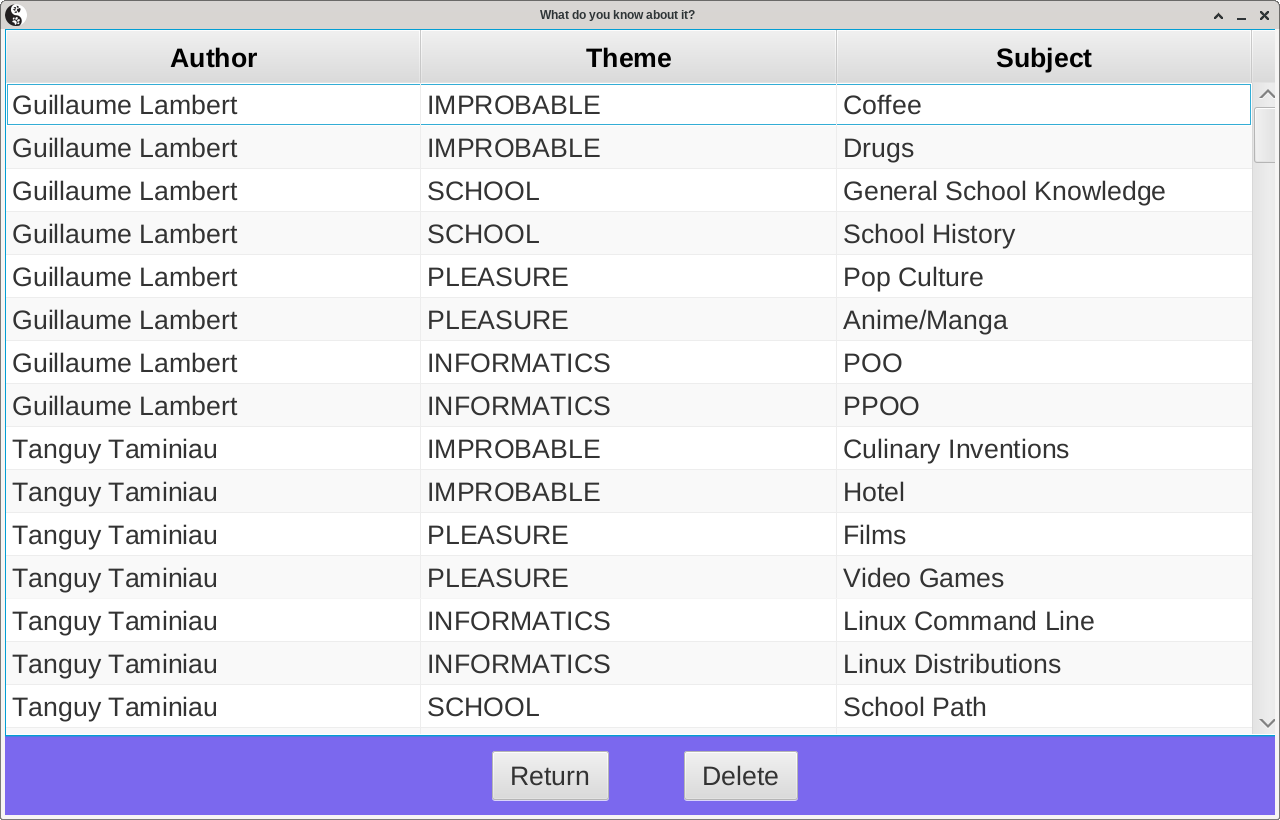 What do you know about it?
Author Theme Subject
Guillaume Lambert IMPROBABLE Coffee
Guillaume Lambert IMPROBABLE Drugs
Guillaume Lambert SCHOOL General School Knowledge
Guillaume Lambert SCHOOL School History
Guillaume Lambert PLEASURE Pop Culture
Guillaume Lambert PLEASURE Anime/Manga
Guillaume Lambert INFORMATICS POO
Guillaume Lambert INFORMATICS PPOO
Tanguy Taminiau IMPROBABLE Culinary Inventions
Tanguy Taminiau IMPROBABLE Hotel
Tanguy Taminiau PLEASURE Films
Tanguy Taminiau PLEASURE Video Games
Tanguy Taminiau INFORMATICS Linux Command Line
Tanguy Taminiau INFORMATICS Linux Distributions
Tanguy Taminiau SCHOOL School Path
Return Delete